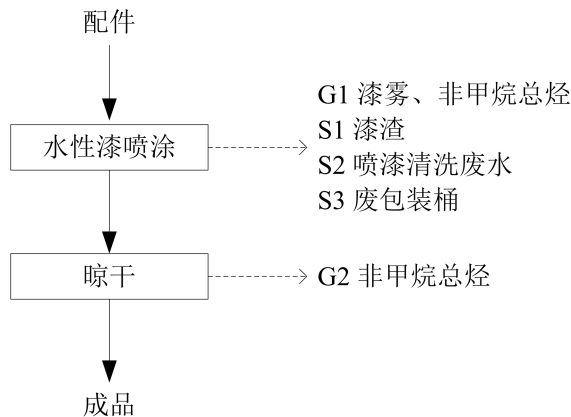 配件
水性漆喷涂
G1 漆雾、非甲烷总烃
S1 漆渣
S2 喷漆清洗废水
S3 废包装桶
晾干
G2 非甲烷总烃
成品